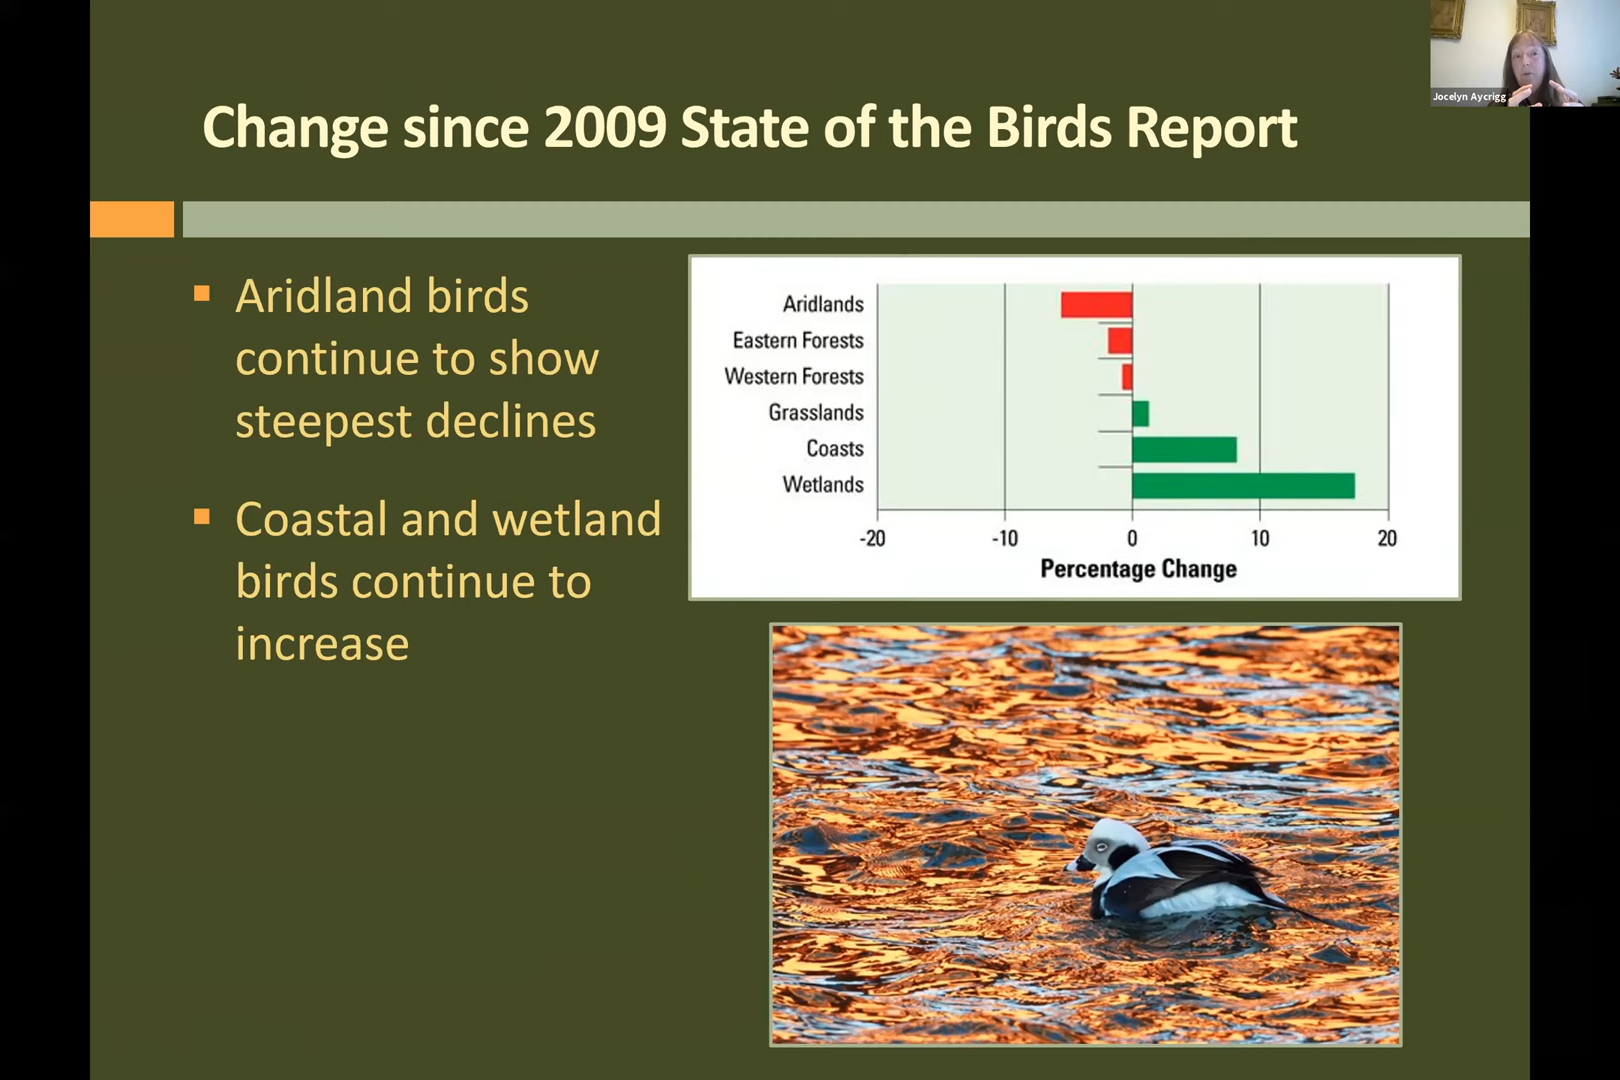 Jocelyn Aycrigg
Change since 2009 State of the Birds Report
Aridland birds
continue to show
steepest declines
Coastal and wetland
birds continue to
increase
Aridlands
Eastern Forests
Western Forests
Grasslands
Coasts
Wetlands
-20 -10 0 10 20
Percentage Change